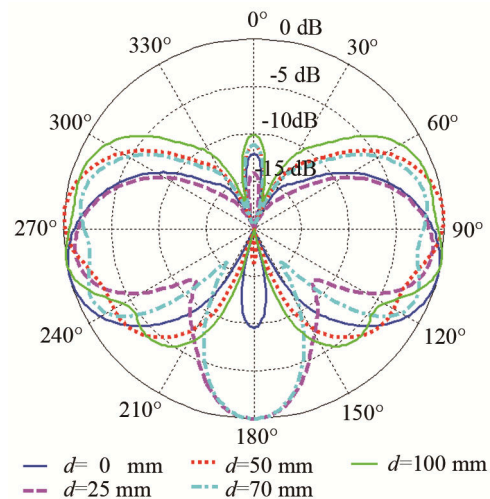 0° 0 dB
330° 30°
-5 dB
-10dB
300° 60°
-15 dB
270° 90°
240° 120°
210° 150°
180°
d= 0 mm d=50 mm d=100 mm
d=25 mm d=70 mm